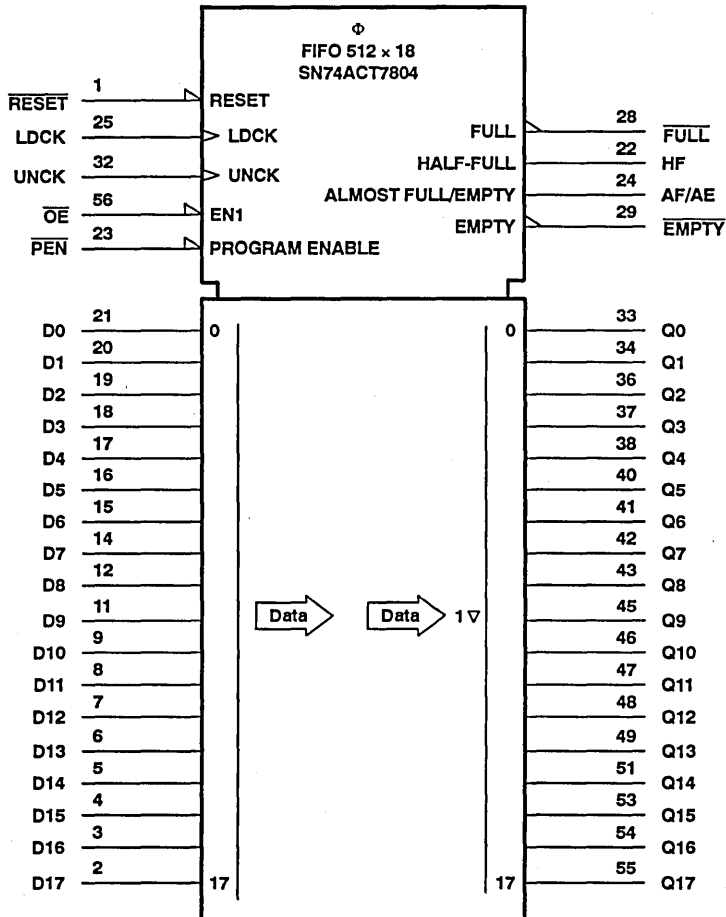 Φ
FIFO 512 × 18
SN74ACT7804
RESET 1 RESET
LDCK 25 LDCK
UNCK 32 UNCK
OE 56 EN1
PEN 23 PROGRAM ENABLE
FULL 28 FULL
HALF-FULL 22 HF
ALMOST FULL/EMPTY 24 AF/AE
EMPTY 29 EMPTY
D0 21 0 0 33 Q0
D1 20 34 Q1
D2 19 36 Q2
D3 18 37 Q3
D4 17 38 Q4
D5 16 40 Q5
D6 15 41 Q6
D7 14 42 Q7
D8 12 43 Q8
D9 11 Data Data 1 ▽ 45 Q9
D10 9 46 Q10
D11 8 47 Q11
D12 7 48 Q12
D13 6 49 Q13
D14 5 51 Q14
D15 4 53 Q15
D16 3 54 Q16
D17 2 17 17 55 Q17